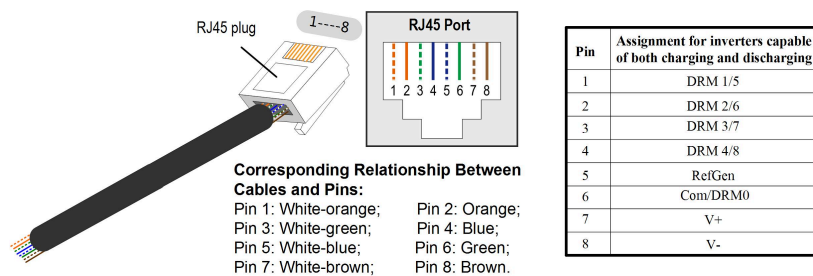 RJ45 plug
1----8
RJ45 Port
1 2 3 4 5 6 7 8
Corresponding Relationship Between
Cables and Pins:
Pin 1: White-orange; Pin 2: Orange;
Pin 3: White-green; Pin 4: Blue;
Pin 5: White-blue; Pin 6: Green;
Pin 7: White-brown; Pin 8: Brown.
Pin Assignment for inverters capable
of both charging and discharging
1 DRM 1/5
2 DRM 2/6
3 DRM 3/7
4 DRM 4/8
5 RefGen
6 Com/DRM0
7 V+
8 V-